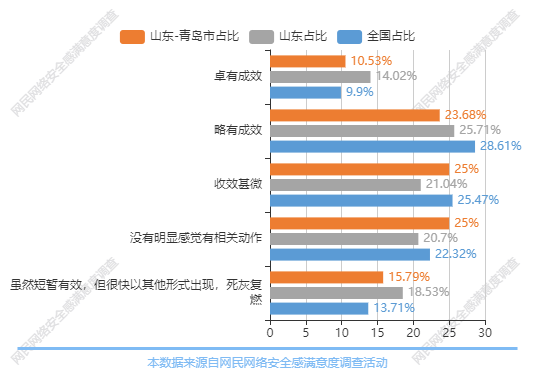 山东-青岛市占比 山东占比 全国占比
卓有成效 10.53% 14.02% 9.9%
略有成效 23.68% 25.71% 28.61%
收效甚微 25% 21.04% 25.47%
没有明显感觉有相关动作 25% 20.7% 22.32%
虽然短暂有效，但很快以其他形式出现，死灰复
燃 15.79% 18.53% 13.71%
0 5 10 15 20 25 30
本数据来源自网民网络安全感满意度调查活动
网民网络安全感满意度调查
网民网络安全感满意度调查
网民网络安全感满意度调查
网民网络安全感满意度调查